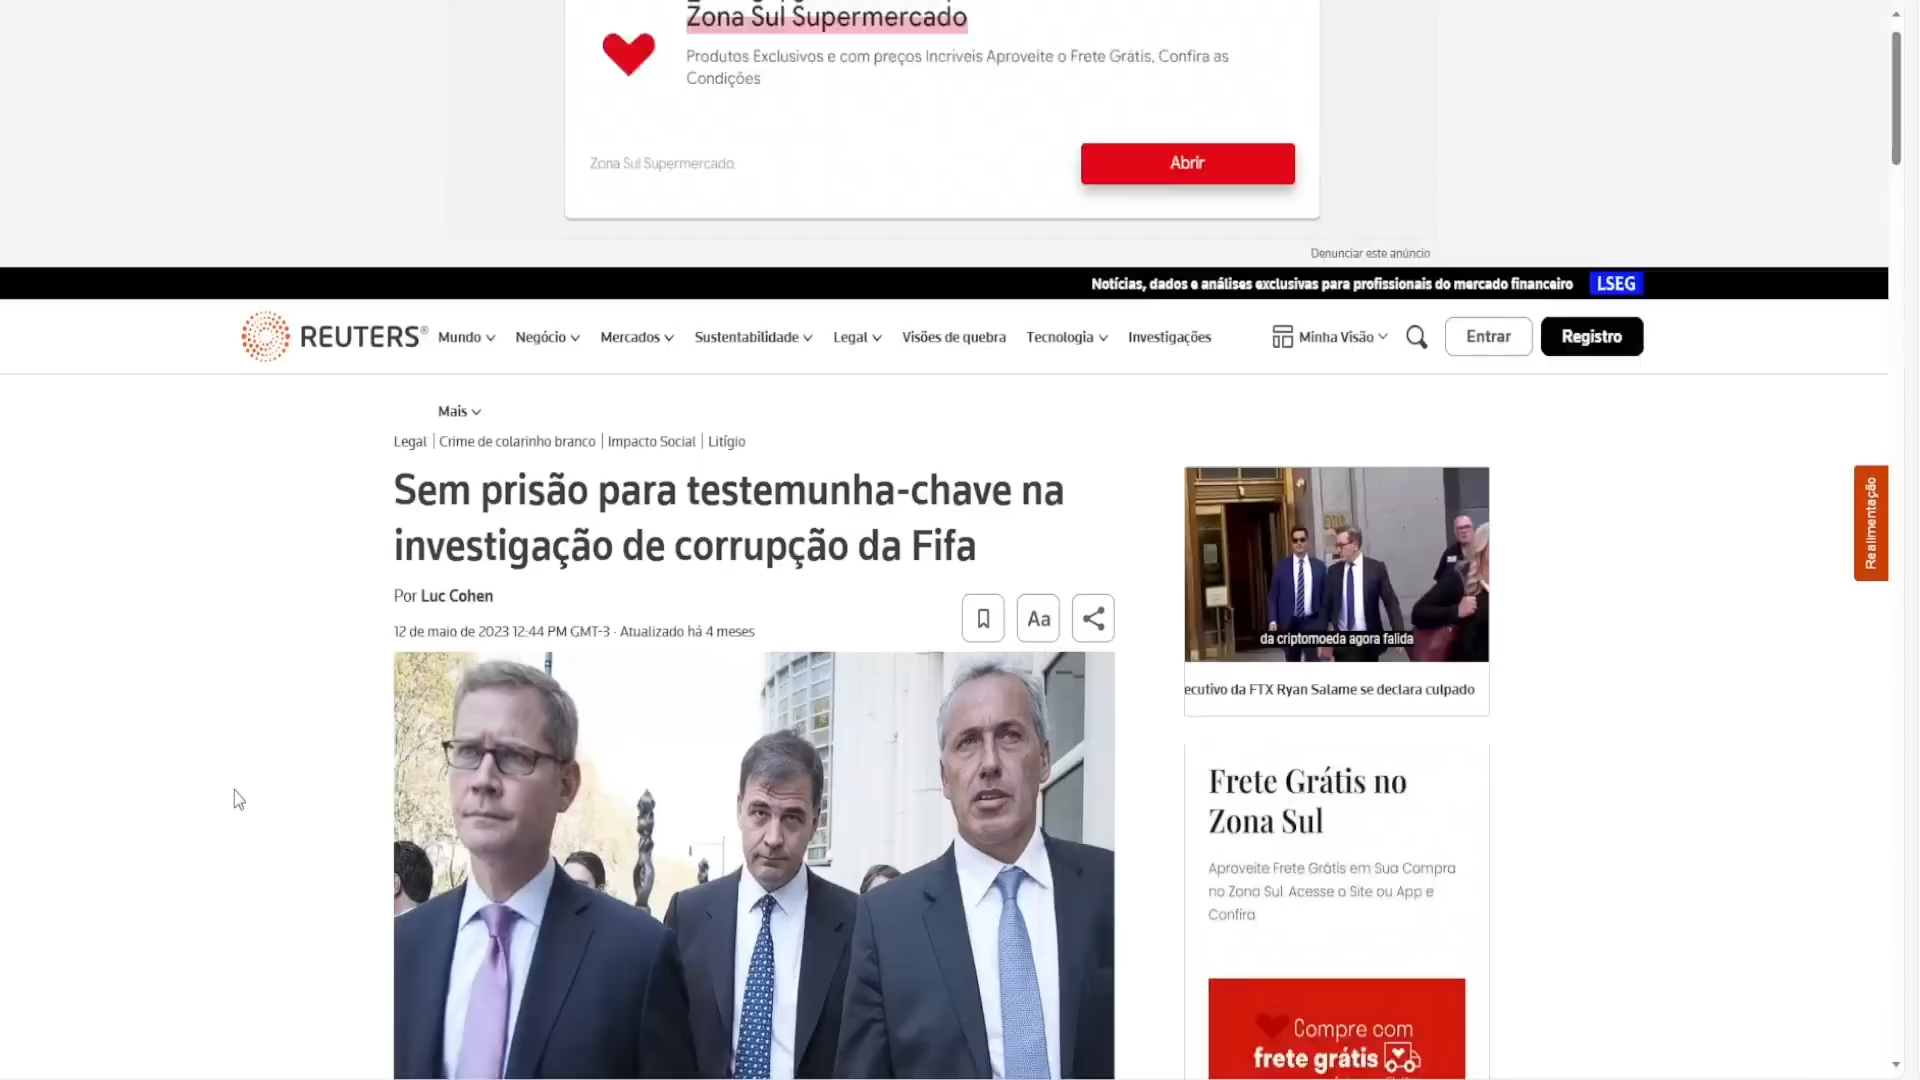 Zona Sul Supermercado
Produtos Exclusivos e com preços Incriveis Aproveite o Frete Grátis, Confira as
Condições
Zona Sul Supermercado
Abrir
Denunciar este anúncio
Notícias, dados e análises exclusivas para profissionais do mercado financeiro LSEG
REUTERS® Mundo Negócio Mercados Sustentabilidade Legal Visões de quebra Tecnologia Investigações Minha Visão Entrar Registro
Mais
Legal | Crime de colarinho branco | Impacto Social | Litígio
Sem prisão para testemunha-chave na
investigação de corrupção da Fifa
Por Luc Cohen
12 de maio de 2023 12:44 PM GMT-3 · Atualizado há 4 meses
Aa
da criptomoeda agora falida
ecutivo da FTX Ryan Salame se declara culpado
Realimentação
Frete Grátis no
Zona Sul
Aproveite Frete Grátis em Sua Compra
no Zona Sul. Acesse o Site ou App e
Confira
Compre com
frete grátis